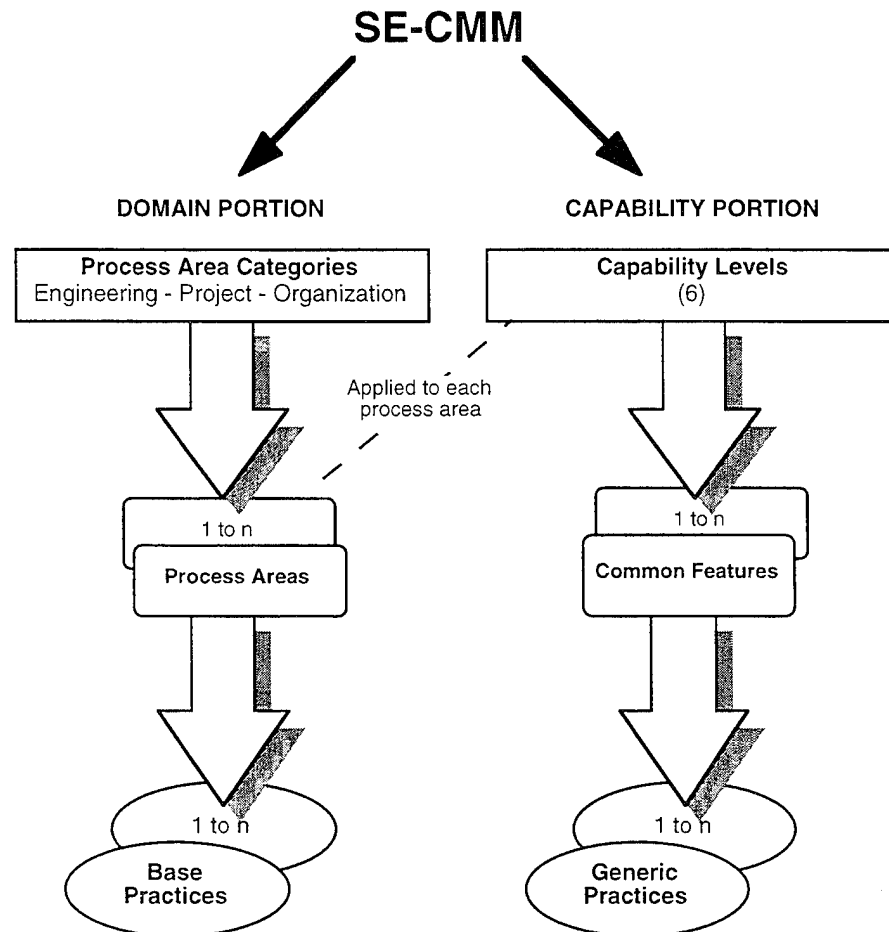 SE-CMM
DOMAIN PORTION
CAPABILITY PORTION
Process Area Categories
Engineering - Project - Organization
Capability Levels
(6)
Applied to each
process area
1 to n
Process Areas
1 to n
Common Features
1 to n
Base
Practices
1 to n
Generic
Practices